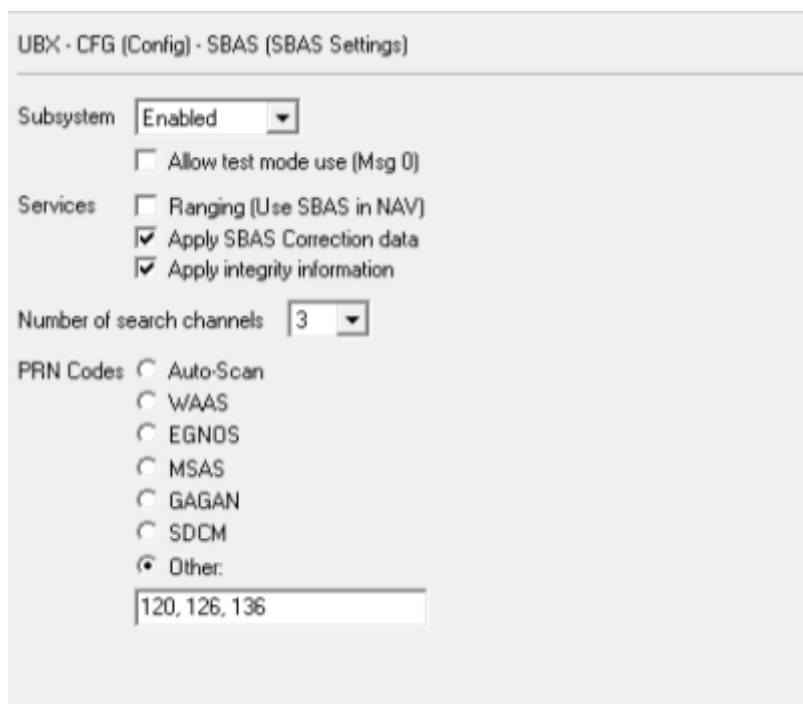 UBX - CFG (Config) - SBAS (SBAS Settings)
Subsystem Enabled
Allow test mode use (Msg 0)
Services Ranging (Use SBAS in NAV)
Apply SBAS Correction data
Apply integrity information
Number of search channels 3
PRN Codes Auto-Scan
WAAS
EGNOS
MSAS
GAGAN
SDCM
Other:
120, 126, 136